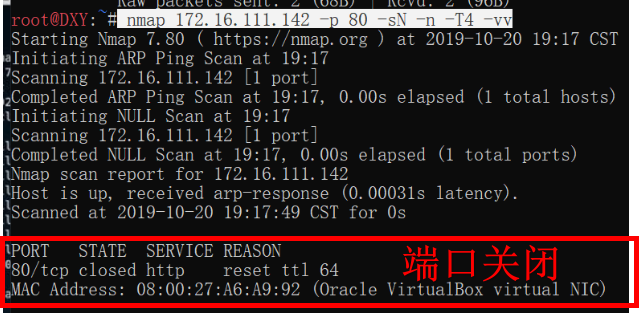 Raw packets sent: 2 (68B) | Rcvd: 2 (96B)
root@DXY:~# nmap 172.16.111.142 -p 80 -sN -n -T4 -vv
Starting Nmap 7.80 ( https://nmap.org ) at 2019-10-20 19:17 CST
Initiating ARP Ping Scan at 19:17
Scanning 172.16.111.142 [1 port]
Completed ARP Ping Scan at 19:17, 0.00s elapsed (1 total hosts)
Initiating NULL Scan at 19:17
Scanning 172.16.111.142 [1 port]
Completed NULL Scan at 19:17, 0.00s elapsed (1 total ports)
Nmap scan report for 172.16.111.142
Host is up, received arp-response (0.00031s latency).
Scanned at 2019-10-20 19:17:49 CST for 0s
PORT STATE SERVICE REASON
端口关闭
80/tcp closed http reset ttl 64
MAC Address: 08:00:27:A6:A9:92 (Oracle VirtualBox virtual NIC)